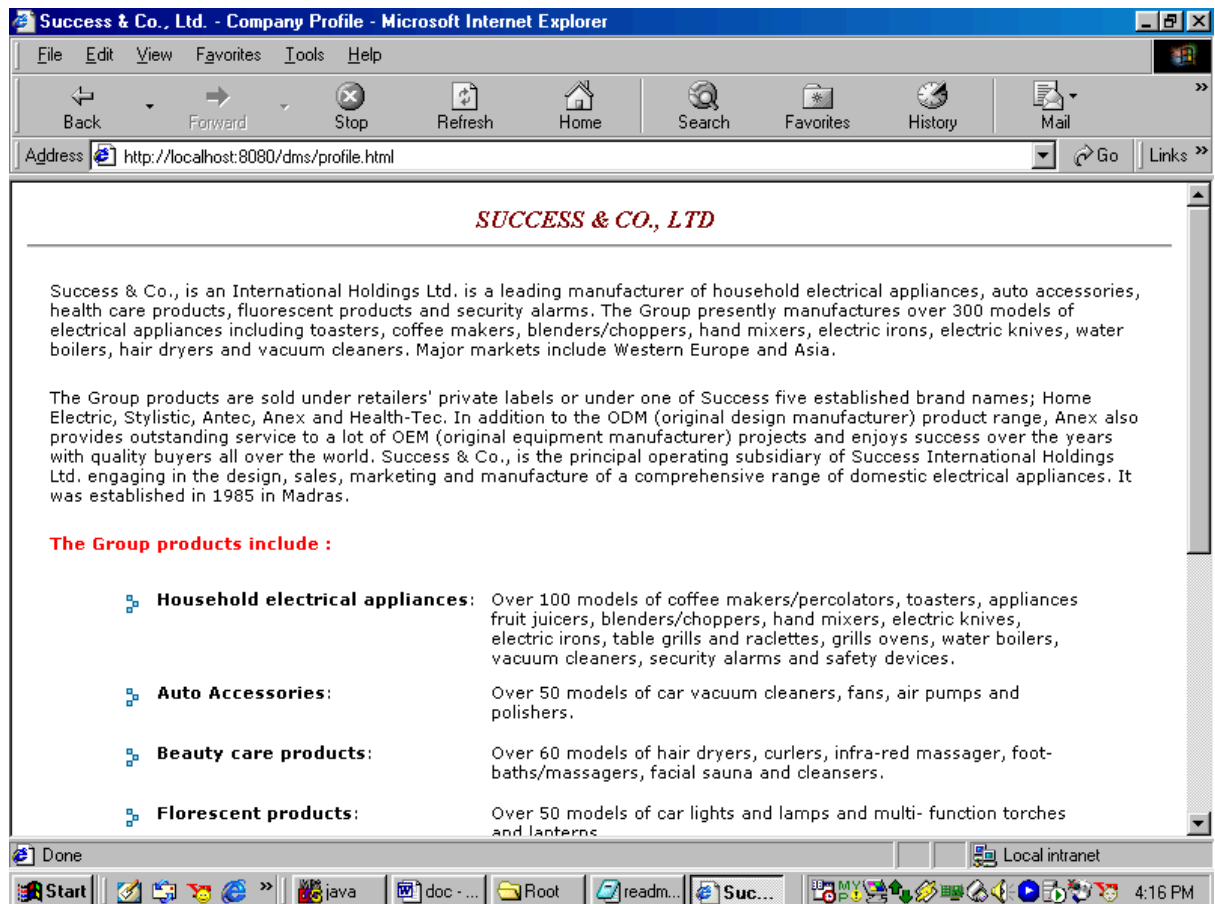 Success & Co., Ltd. - Company Profile - Microsoft Internet Explorer
File Edit View Favorites Tools Help
Back Forward Stop Refresh Home Search Favorites History Mail »
Address http://localhost:8080/dms/profile.html Go Links »
SUCCESS & CO., LTD
Success & Co., is an International Holdings Ltd. is a leading manufacturer of household electrical appliances, auto accessories,
health care products, fluorescent products and security alarms. The Group presently manufactures over 300 models of
electrical appliances including toasters, coffee makers, blenders/choppers, hand mixers, electric irons, electric knives, water
boilers, hair dryers and vacuum cleaners. Major markets include Western Europe and Asia.
The Group products are sold under retailers' private labels or under one of Success five established brand names; Home
Electric, Stylistic, Antec, Anex and Health-Tec. In addition to the ODM (original design manufacturer) product range, Anex also
provides outstanding service to a lot of OEM (original equipment manufacturer) projects and enjoys success over the years
with quality buyers all over the world. Success & Co., is the principal operating subsidiary of Success International Holdings
Ltd. engaging in the design, sales, marketing and manufacture of a comprehensive range of domestic electrical appliances. It
was established in 1985 in Madras.
The Group products include :
Household electrical appliances: Over 100 models of coffee makers/percolators, toasters, appliances
fruit juicers, blenders/choppers, hand mixers, electric knives,
electric irons, table grills and raclettes, grills ovens, water boilers,
vacuum cleaners, security alarms and safety devices.
Auto Accessories: Over 50 models of car vacuum cleaners, fans, air pumps and
polishers.
Beauty care products: Over 60 models of hair dryers, curlers, infra-red massager, foot-
baths/massagers, facial sauna and cleansers.
Florescent products: Over 50 models of car lights and lamps and multi- function torches
and lanterns
Done Local intranet
Start » java doc - ... Root readm... Suc... 4:16 PM